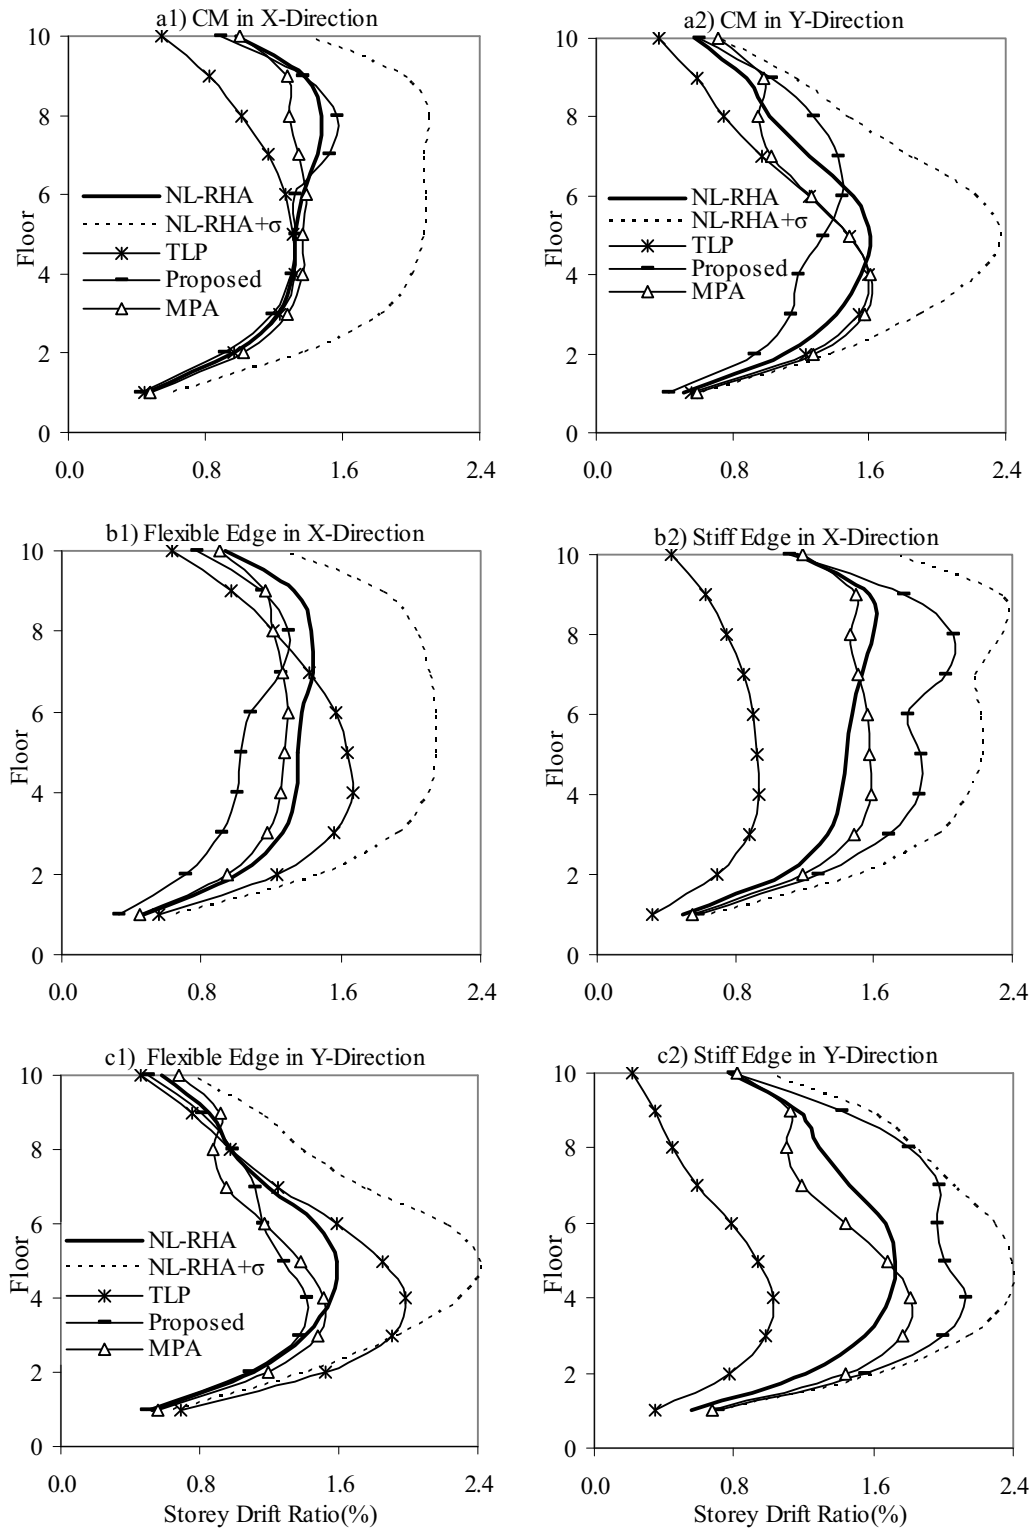 a1) CM in X-Direction
10
8
6
4
2
0
Floor
NL-RHA
NL-RHA+σ
TLP
Proposed
MPA
0.0 0.8 1.6 2.4
a2) CM in Y-Direction
10
8
6
4
2
0
Floor
NL-RHA
NL-RHA+σ
TLP
Proposed
MPA
0.0 0.8 1.6 2.4
b1) Flexible Edge in X-Direction
10
8
6
4
2
0
Floor
0.0 0.8 1.6 2.4
b2) Stiff Edge in X-Direction
10
8
6
4
2
0
Floor
0.0 0.8 1.6 2.4
c1) Flexible Edge in Y-Direction
10
8
6
4
2
0
Floor
NL-RHA
NL-RHA+σ
TLP
Proposed
MPA
0.0 0.8 1.6 2.4
Storey Drift Ratio(%)
c2) Stiff Edge in Y-Direction
10
8
6
4
2
0
Floor
0.0 0.8 1.6 2.4
Storey Drift Ratio(%)